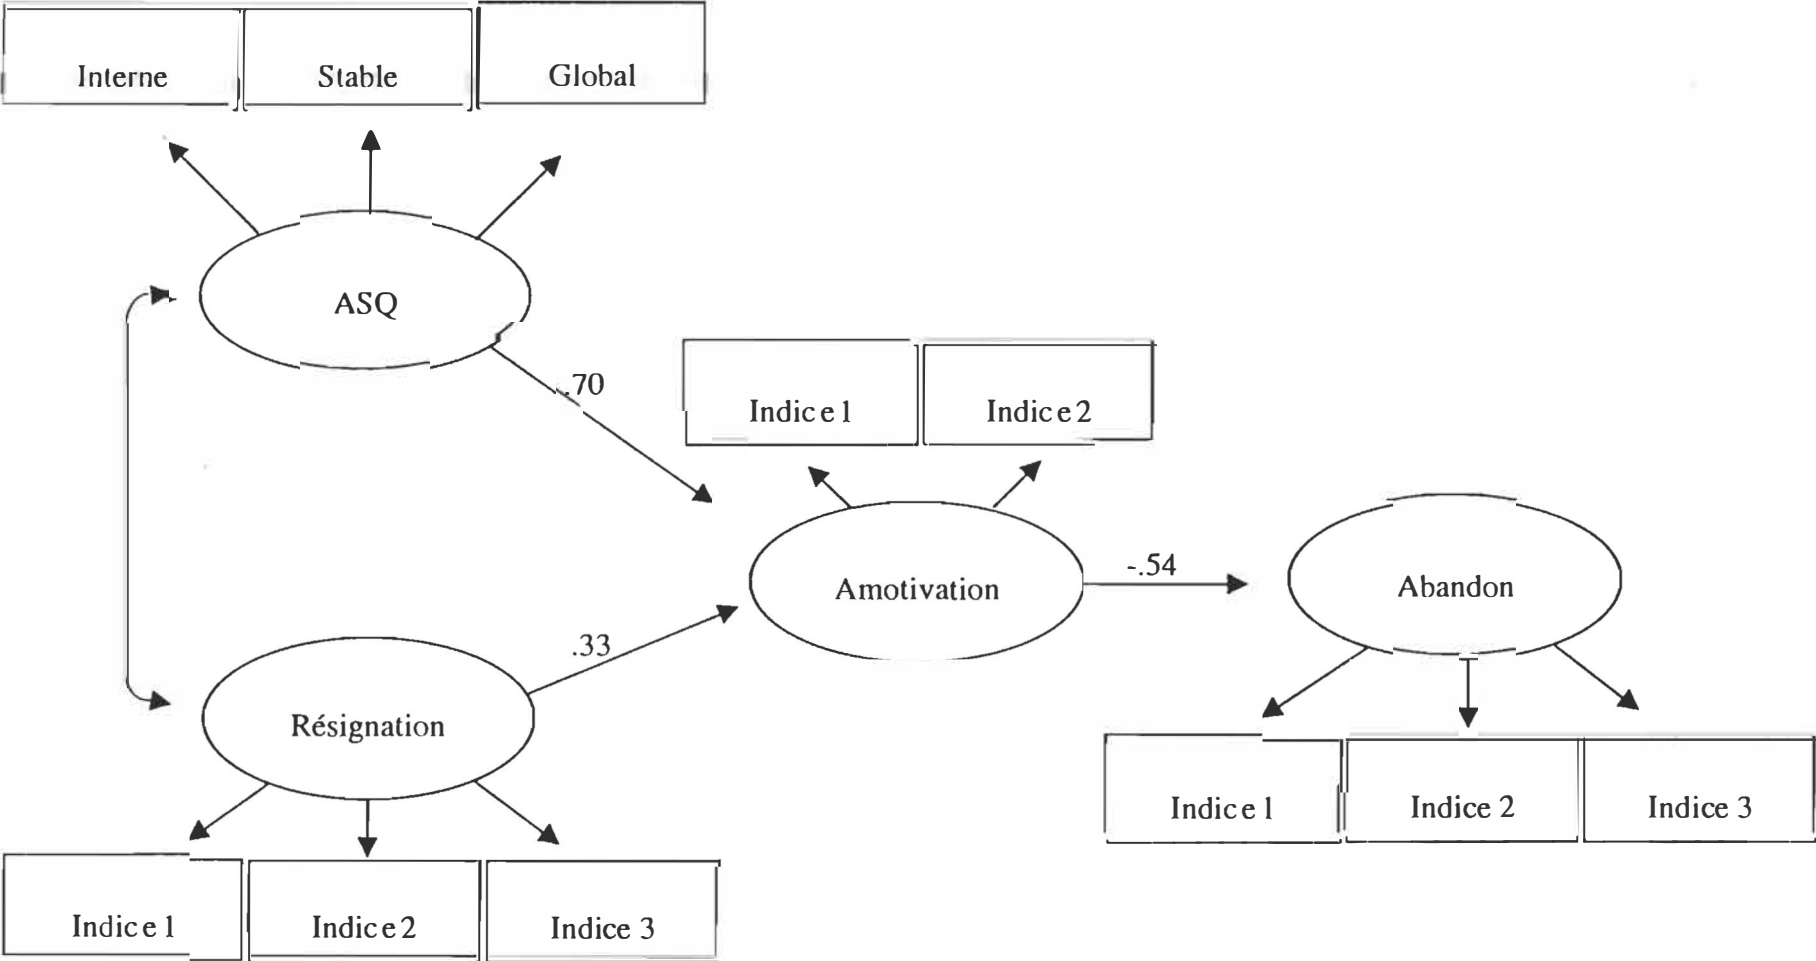 Interne Stable Global
ASQ
.70
Indice 1 Indice 2
-.54
Amotivation Abandon
.33
Résignation
Indice 1 Indice 2 Indice 3
Indice 1 Indice 2 Indice 3